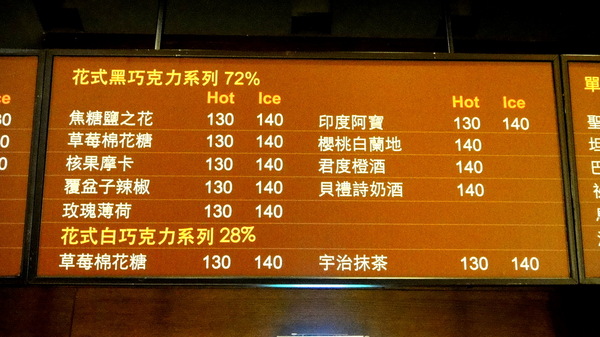 花式黑巧克力系列 72%
Hot Ice
焦糖鹽之花 130 140
草莓棉花糖 130 140
核果摩卡 130 140
覆盆子辣椒 130 140
玫瑰薄荷 130 140
Hot Ice
印度阿寶 130 140
櫻桃白蘭地 140
君度橙酒 140
貝禮詩奶酒 140
花式白巧克力系列 28%
草莓棉花糖 130 140
宇治抹茶 130 140